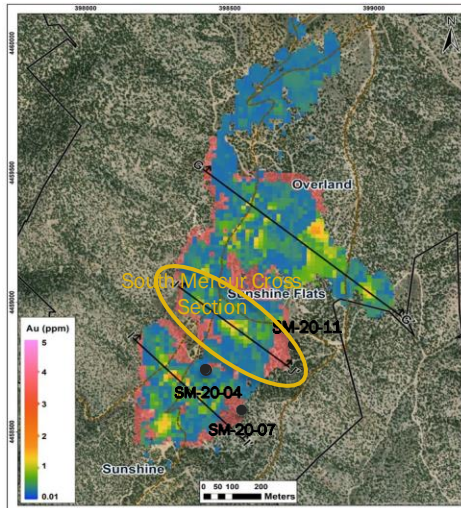 398000
398500
399000
N
4460000
4459500
4459000
4458500
Overland
South Mercur Cross
Section
Sunshine Flats
SM-20-11
SM-20-04
SM-20-07
Sunshine
Au (ppm)
5
4
3
2
1
0.01
0 50 100 200
Meters